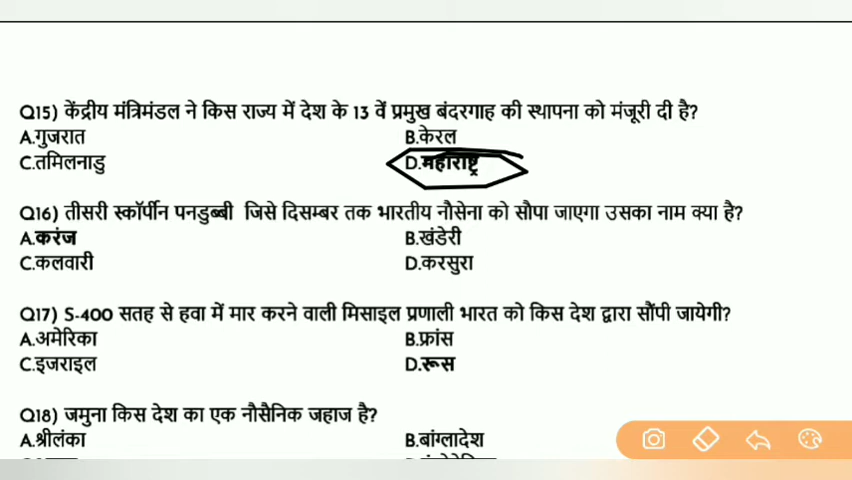 Q15) केंद्रीय मंत्रिमंडल ने किस राज्य में देश के 13 वें प्रमुख बंदरगाह की स्थापना को मंजूरी दी है?
A.गुजरात B.केरल
C.तमिलनाडु D.महाराष्ट्र
Q16) तीसरी स्कॉर्पीन पनडुब्बी जिसे दिसम्बर तक भारतीय नौसेना को सौपा जाएगा उसका नाम क्या है?
A.करंज B.खंडेरी
C.कलवारी D.करसुरा
Q17) S-400 सतह से हवा में मार करने वाली मिसाइल प्रणाली भारत को किस देश द्वारा सौंपी जायेगी?
A.अमेरिका B.फ्रांस
C.इजराइल D.रूस
Q18) जमुना किस देश का एक नौसैनिक जहाज है?
A.श्रीलंका B.बांग्लादेश